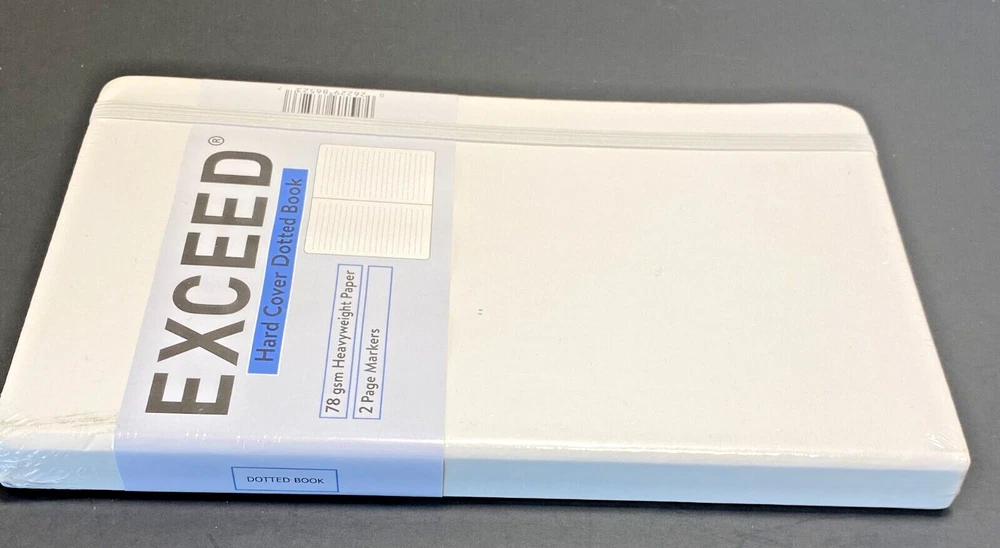 EXCEED®
Hard Cover Dotted Book
78 gsm Heavyweight Paper
2 Page Markers
DOTTED BOOK